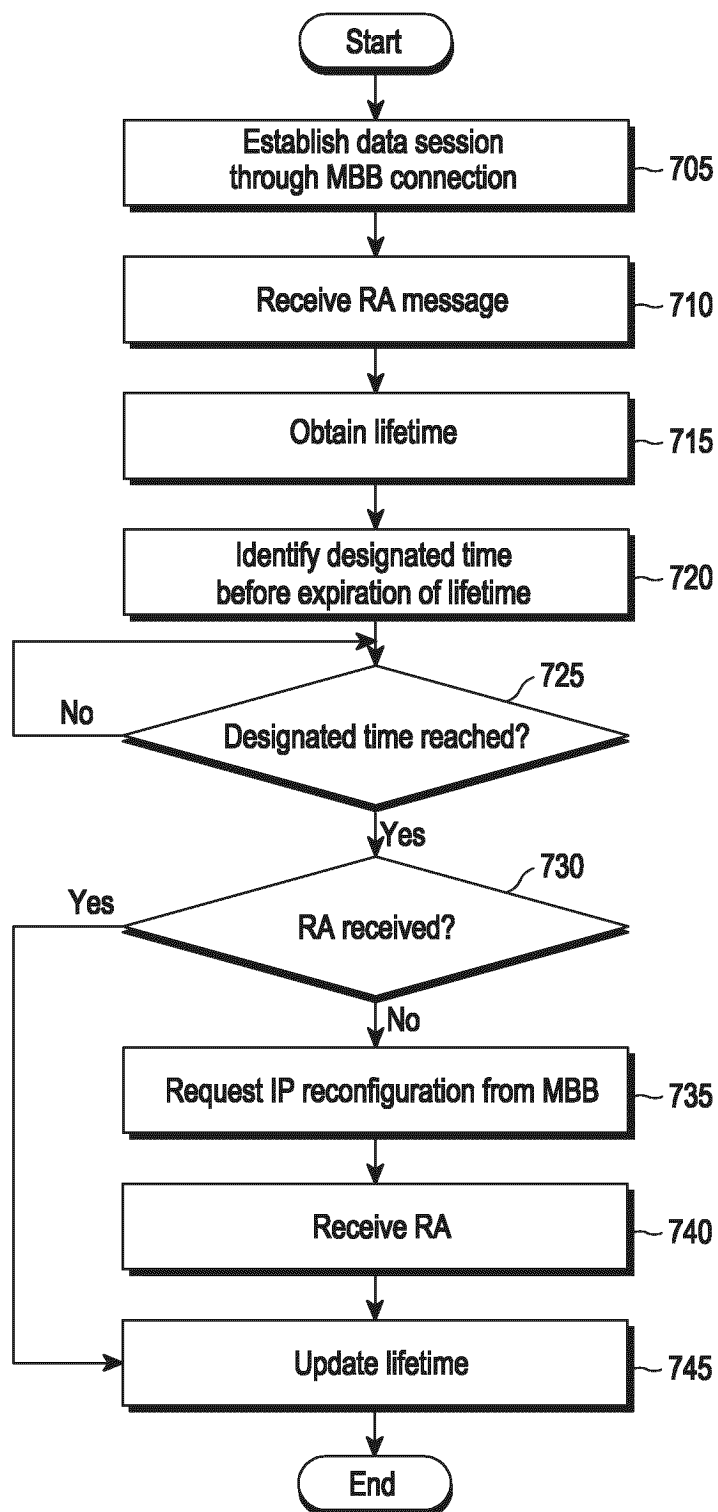 Start
Establish data session
through MBB connection
705
Receive RA message
710
Obtain lifetime
715
Identify designated time
before expiration of lifetime
720
725
No
Designated time reached?
Yes
730
Yes
RA received?
No
Request IP reconfiguration from MBB
735
Receive RA
740
Update lifetime
745
End